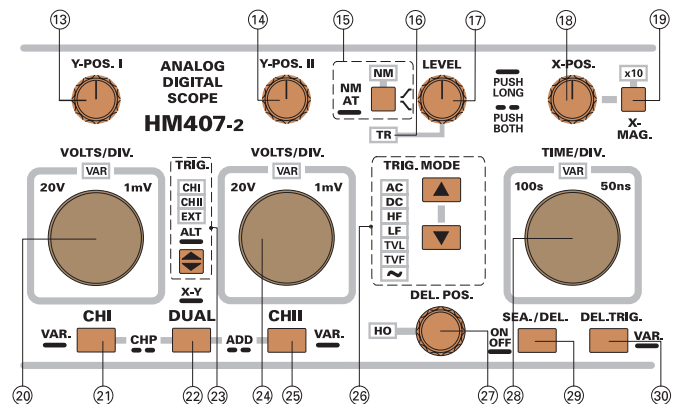 13 14 15 16 17 18 19
Y-POS. I
ANALOG
DIGITAL
SCOPE
HM407-2
Y-POS. II
NM
AT
NM
LEVEL
TR
PUSH
LONG
PUSH
BOTH
X-POS.
x10
X-
MAG.
VOLTS/DIV.
VAR
20V 1mV
TRIG.
CHI
CHII
EXT
ALT
VOLTS/DIV.
VAR
20V 1mV
TRIG. MODE
AC
DC
HF
LF
TVL
TVF
~
TIME/DIV.
VAR
100s 50ns
X-Y
CHI
DUAL
CHII
VAR.
CHP
ADD
VAR.
DEL. POS.
HO
ON
OFF
SEA./DEL.
DEL.TRIG.
VAR.
20 21 22 23 24 25 26 27 28 29 30